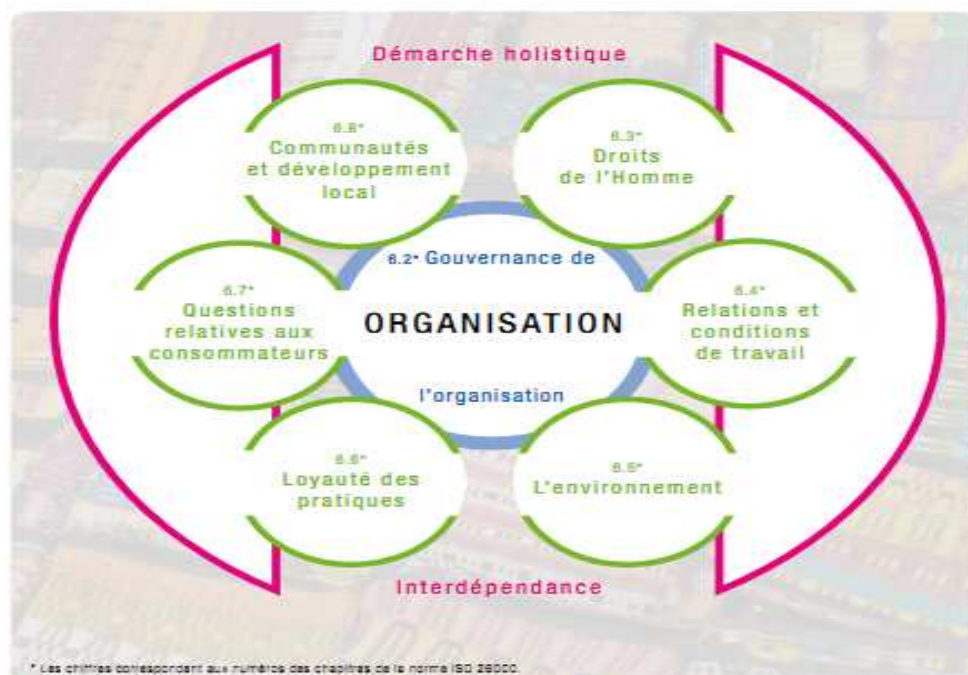 Démarche holistique
6.8*
Communautés
et développement
local
6.3*
Droits
de l'Homme
6.2* Gouvernance de
6.7*
Questions
relatives aux
consommateurs
ORGANISATION
6.4*
Relations et
conditions
de travail
l'organisation
6.6*
Loyauté des
pratiques
6.5*
L'environnement
Interdépendance
* Les chiffres correspondent aux numéros des chapitres de la norme ISO 26000.